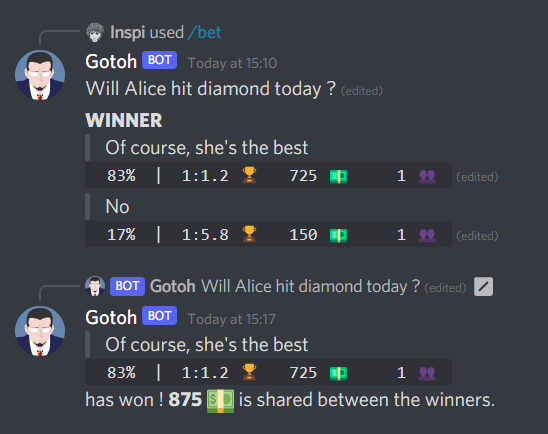 Inspi used /bet
Gotoh BOT Today at 15:10
Will Alice hit diamond today ? (edited)
WINNER
Of course, she's the best
83% | 1:1.2 🏆 725 💵 1 👥 (edited)
No
17% | 1:5.8 🏆 150 💵 1 👥 (edited)
BOT Gotoh Will Alice hit diamond today ? (edited)
Gotoh BOT Today at 15:17
Of course, she's the best
83% | 1:1.2 🏆 725 💵 1 👥
has won ! 875 💵 is shared between the winners.